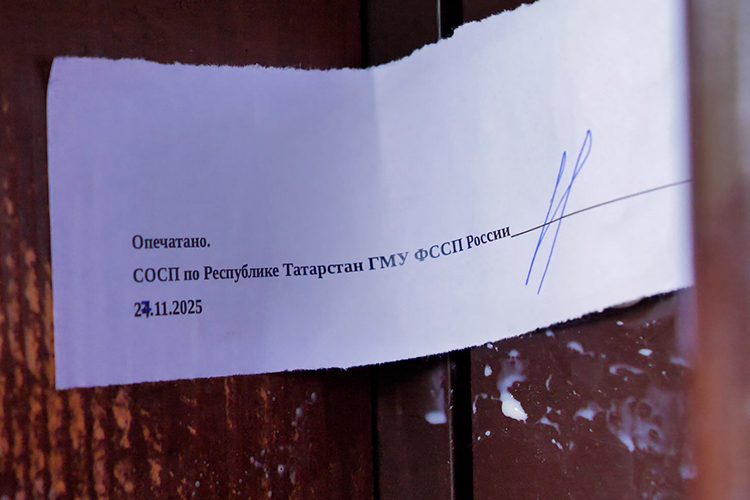 Опечатано.
СОСП по Республике Татарстан ГМУ ФССП России
27.11.2025